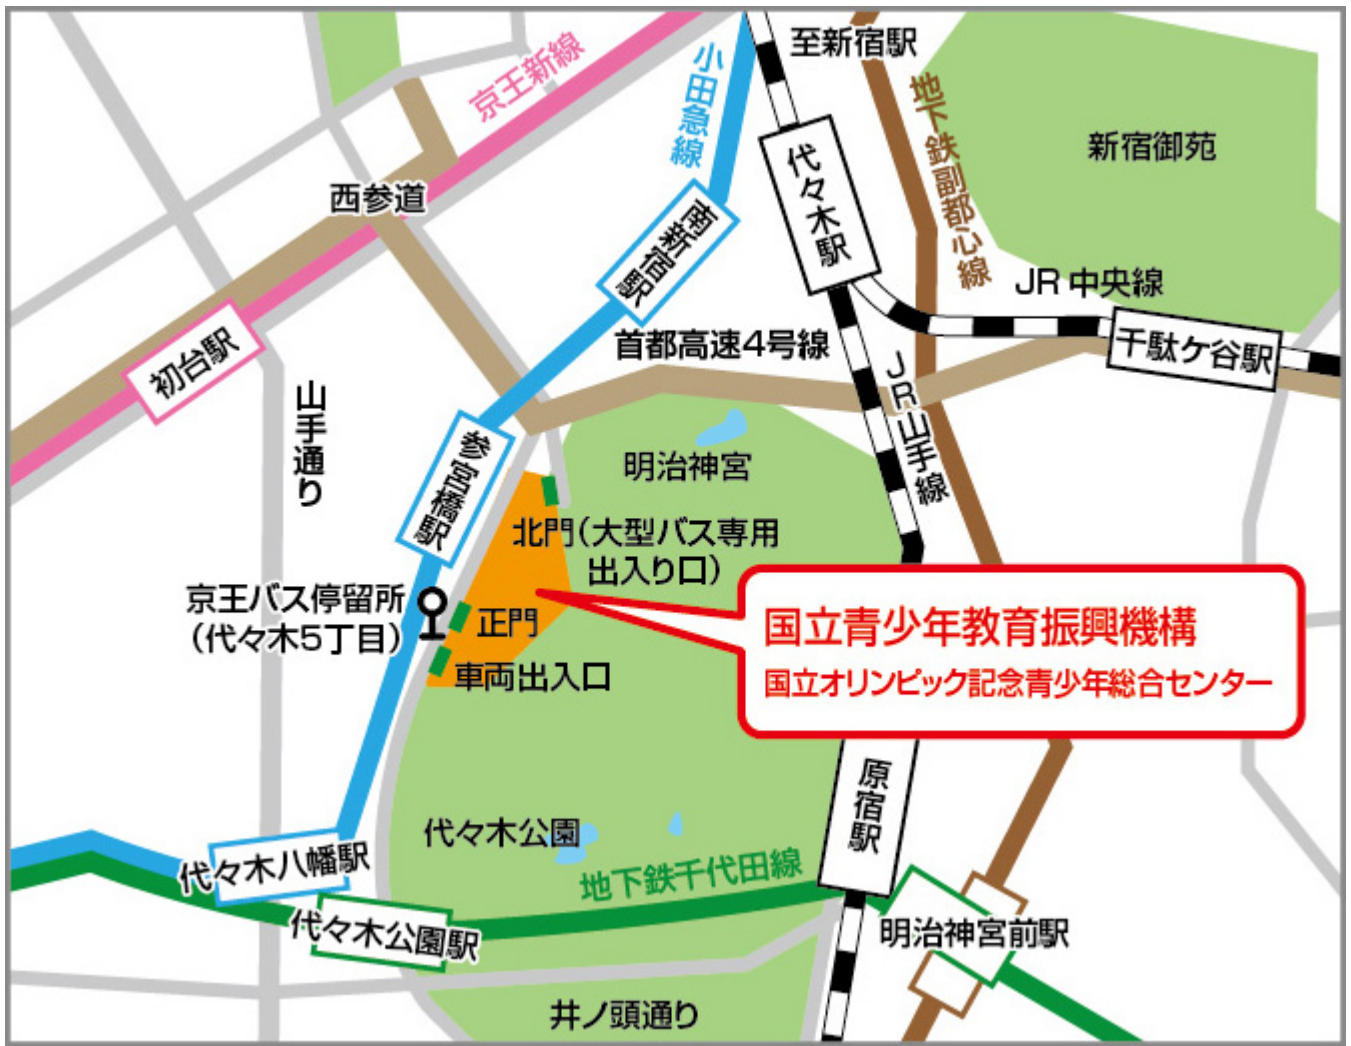 至新宿駅
京王新線
小田急線
地下鉄副都心線
新宿御苑
代々木駅
西参道
南新宿駅
JR 中央線
首都高速4号線
千駄ヶ谷駅
初台駅
山手通り
JR山手線
参宮橋駅
明治神宮
北門(大型バス専用
出入り口)
京王バス停留所
(代々木5丁目)
正門
車両出入口
国立青少年教育振興機構
国立オリンピック記念青少年総合センター
原宿駅
代々木公園
代々木八幡駅
地下鉄千代田線
代々木公園駅
明治神宮前駅
井ノ頭通り